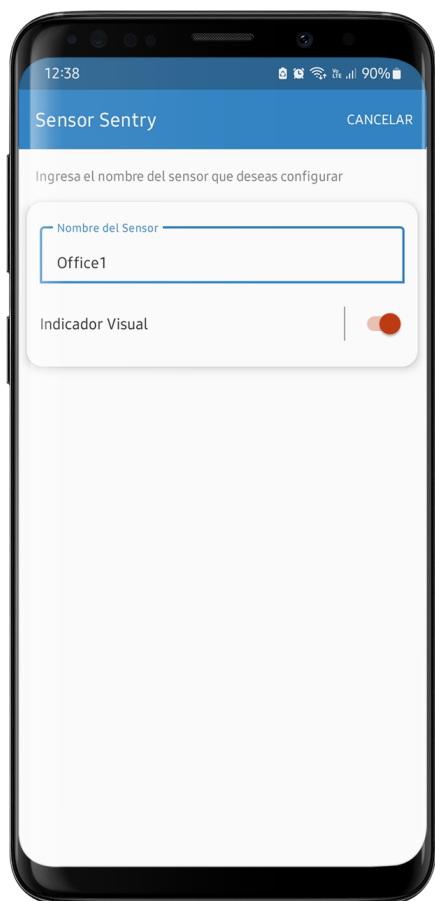 12:38
90%
Sensor Sentry
CANCELAR
Ingresa el nombre del sensor que deseas configurar
Nombre del Sensor
Office1
Indicador Visual